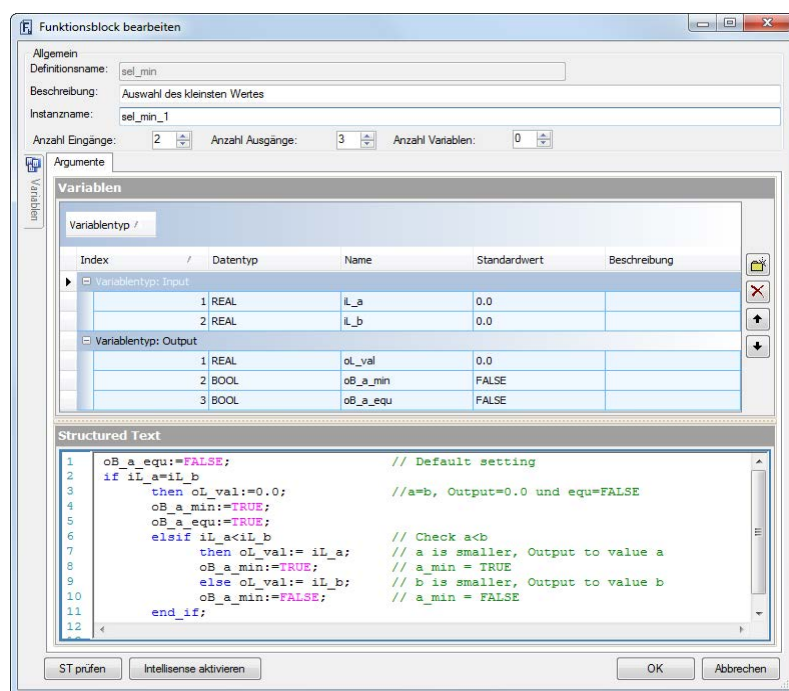 Funktionsblock bearbeiten
Allgemein
Definitionsname: sel_min
Beschreibung: Auswahl des kleinsten Wertes
Instanzname: sel_min_1
Anzahl Eingänge: 2 Anzahl Ausgänge: 3 Anzahl Variablen: 0
Variablen
Argumente
Variablen
Variablentyp /
Index / Datentyp Name Standardwert Beschreibung
Variablentyp: Input
1 REAL iL_a 0.0
2 REAL iL_b 0.0
Variablentyp: Output
1 REAL oL_val 0.0
2 BOOL oB_a_min FALSE
3 BOOL oB_a_equ FALSE
Structured Text
1 oB_a_equ:=FALSE; // Default setting
2 if iL_a=iL_b
3 then oL_val:=0.0; //a=b, Output=0.0 und equ=FALSE
4 oB_a_min:=TRUE;
5 oB_a_equ:=TRUE;
6 elsif iL_a<iL_b // Check a<b
7 then oL_val:= iL_a; // a is smaller, Output to value a
8 oB_a_min:=TRUE; // a_min = TRUE
9 else oL_val:= iL_b; // b is smaller, Output to value b
10 oB_a_min:=FALSE; // a_min = FALSE
11 end_if;
12
ST prüfen Intellisense aktivieren OK Abbrechen